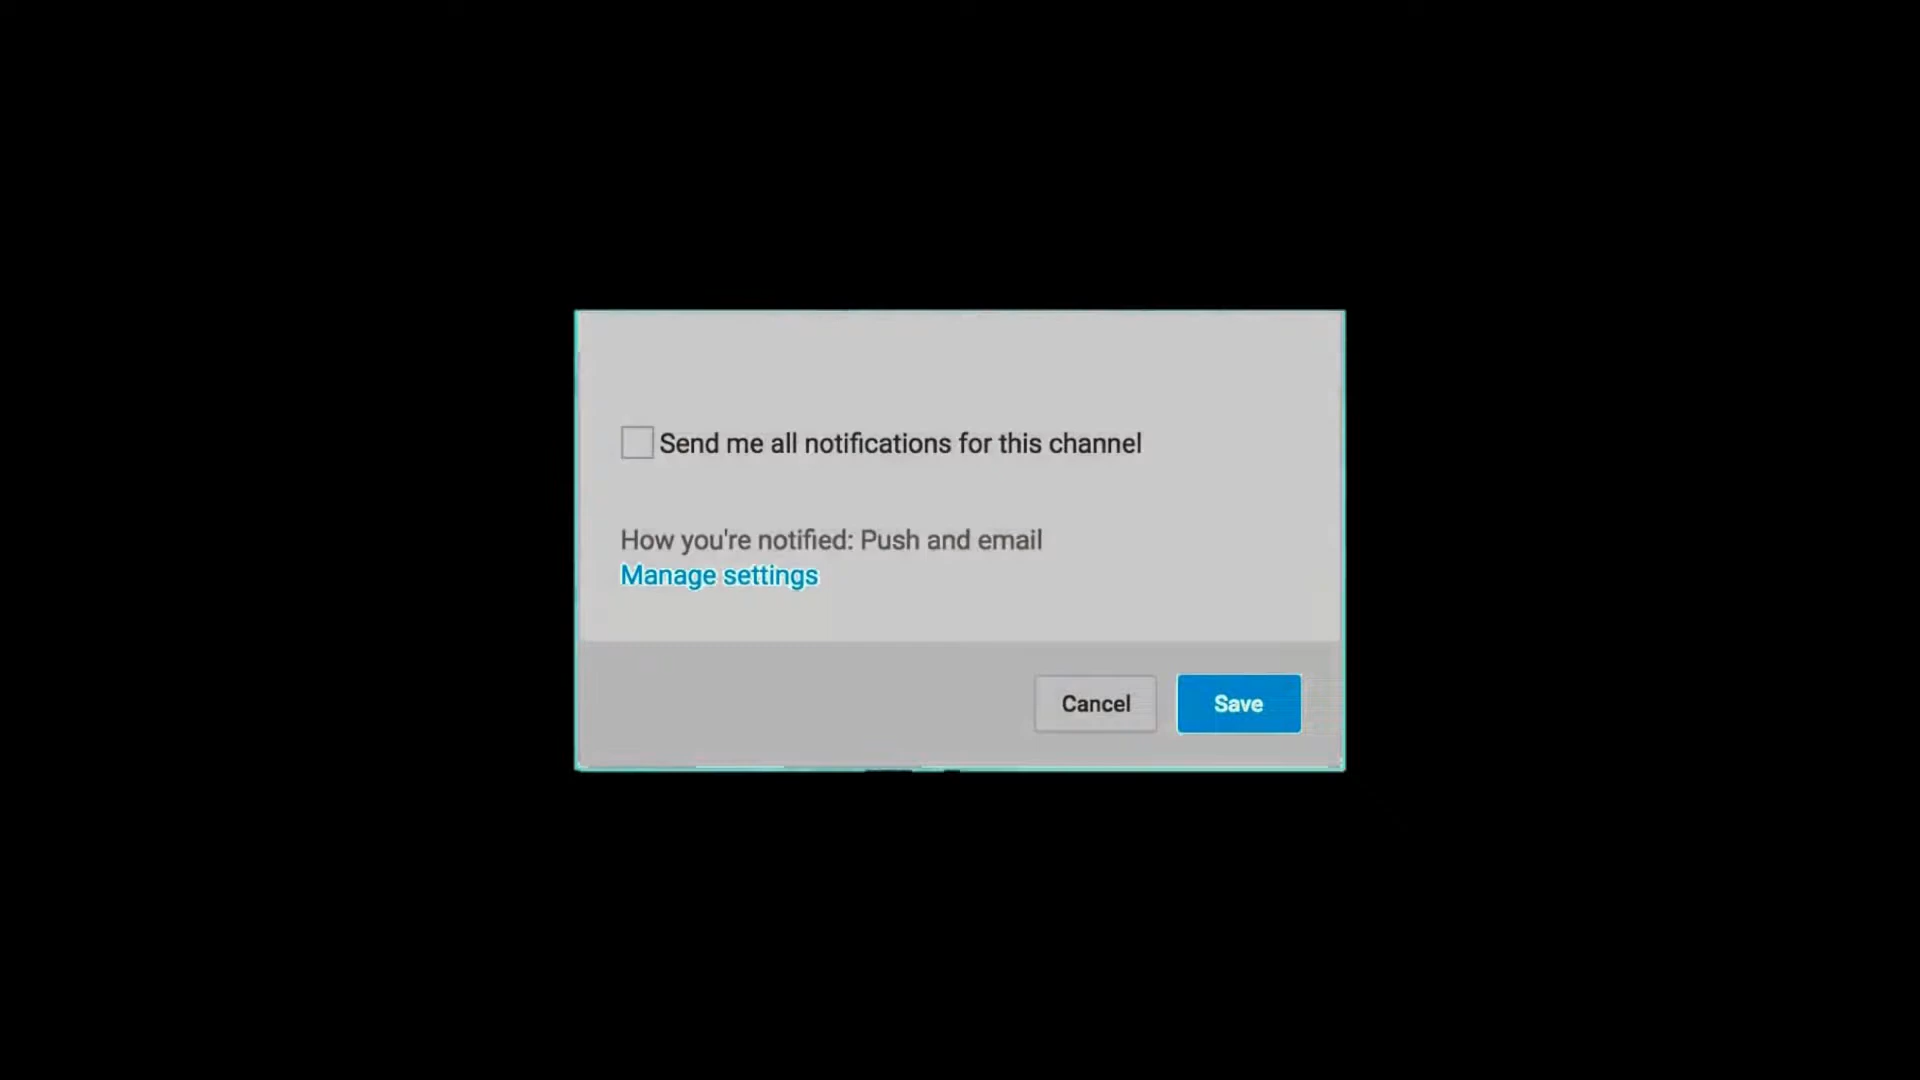 Send me all notifications for this channel
How you're notified: Push and email
Manage settings
Cancel Save